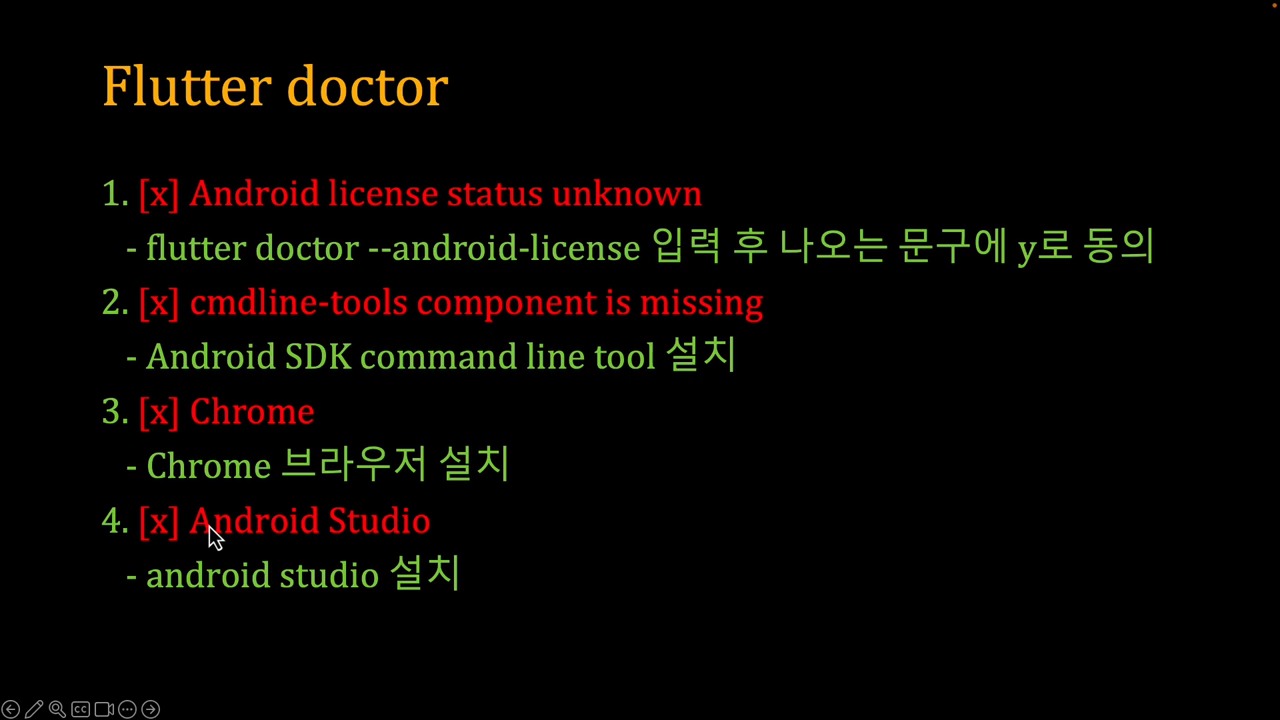 Flutter doctor
1. [x] Android license status unknown
- flutter doctor --android-license 입력 후 나오는 문구에 y로 동의
2. [x] cmdline-tools component is missing
- Android SDK command line tool 설치
3. [x] Chrome
- Chrome 브라우저 설치
4. [x] Android Studio
- android studio 설치
CC